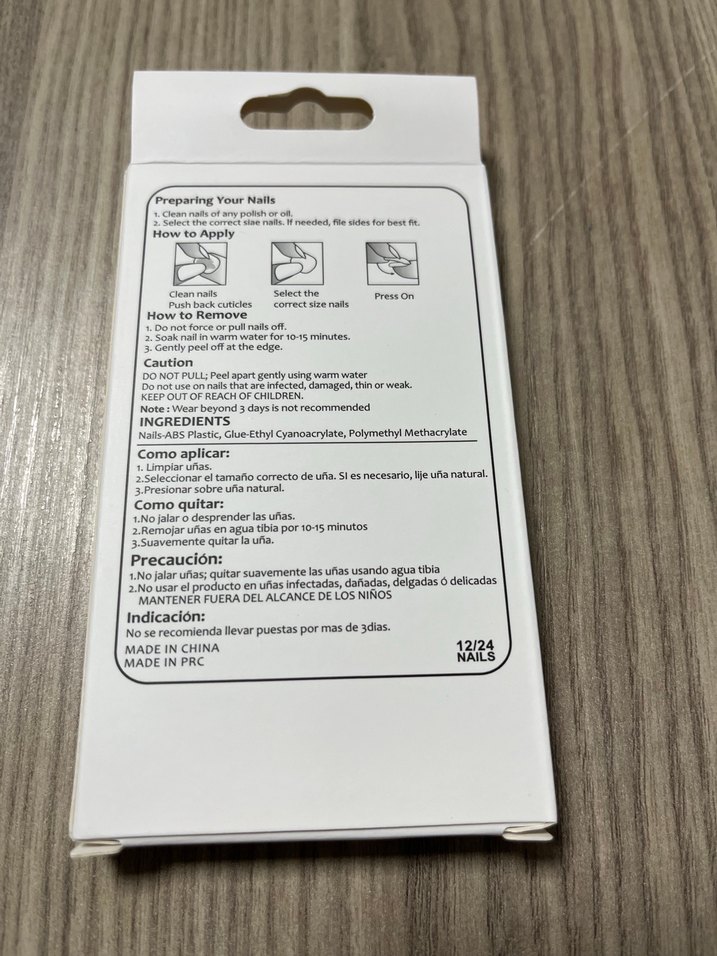 Preparing Your Nails
1. Clean nails of any polish or oil.
2. Select the correct siae nails. If needed, file sides for best fit.
How to Apply
Clean nails
Push back cuticles
Select the
correct size nails
Press On
How to Remove
1. Do not force or pull nails off.
2. Soak nail in warm water for 10-15 minutes.
3. Gently peel off at the edge.
Caution
DO NOT PULL; Peel apart gently using warm water
Do not use on nails that are infected, damaged, thin or weak.
KEEP OUT OF REACH OF CHILDREN.
Note : Wear beyond 3 days is not recommended
INGREDIENTS
Nails-ABS Plastic, Glue-Ethyl Cyanoacrylate, Polymethyl Methacrylate
Como aplicar:
1. Limpiar uñas.
2.Seleccionar el tamaño correcto de uña. SI es necesario, lije uña natural.
3.Presionar sobre uña natural.
Como quitar:
1.No jalar o desprender las uñas.
2.Remojar uñas en agua tibia por 10-15 minutos
3.Suavemente quitar la uña.
Precaución:
1.No jalar uñas; quitar suavemente las uñas usando agua tibia
2.No usar el producto en uñas infectadas, dañadas, delgadas ó delicadas
MANTENER FUERA DEL ALCANCE DE LOS NIÑOS
Indicación:
No se recomienda llevar puestas por mas de 3dias.
MADE IN CHINA
MADE IN PRC
12/24
NAILS